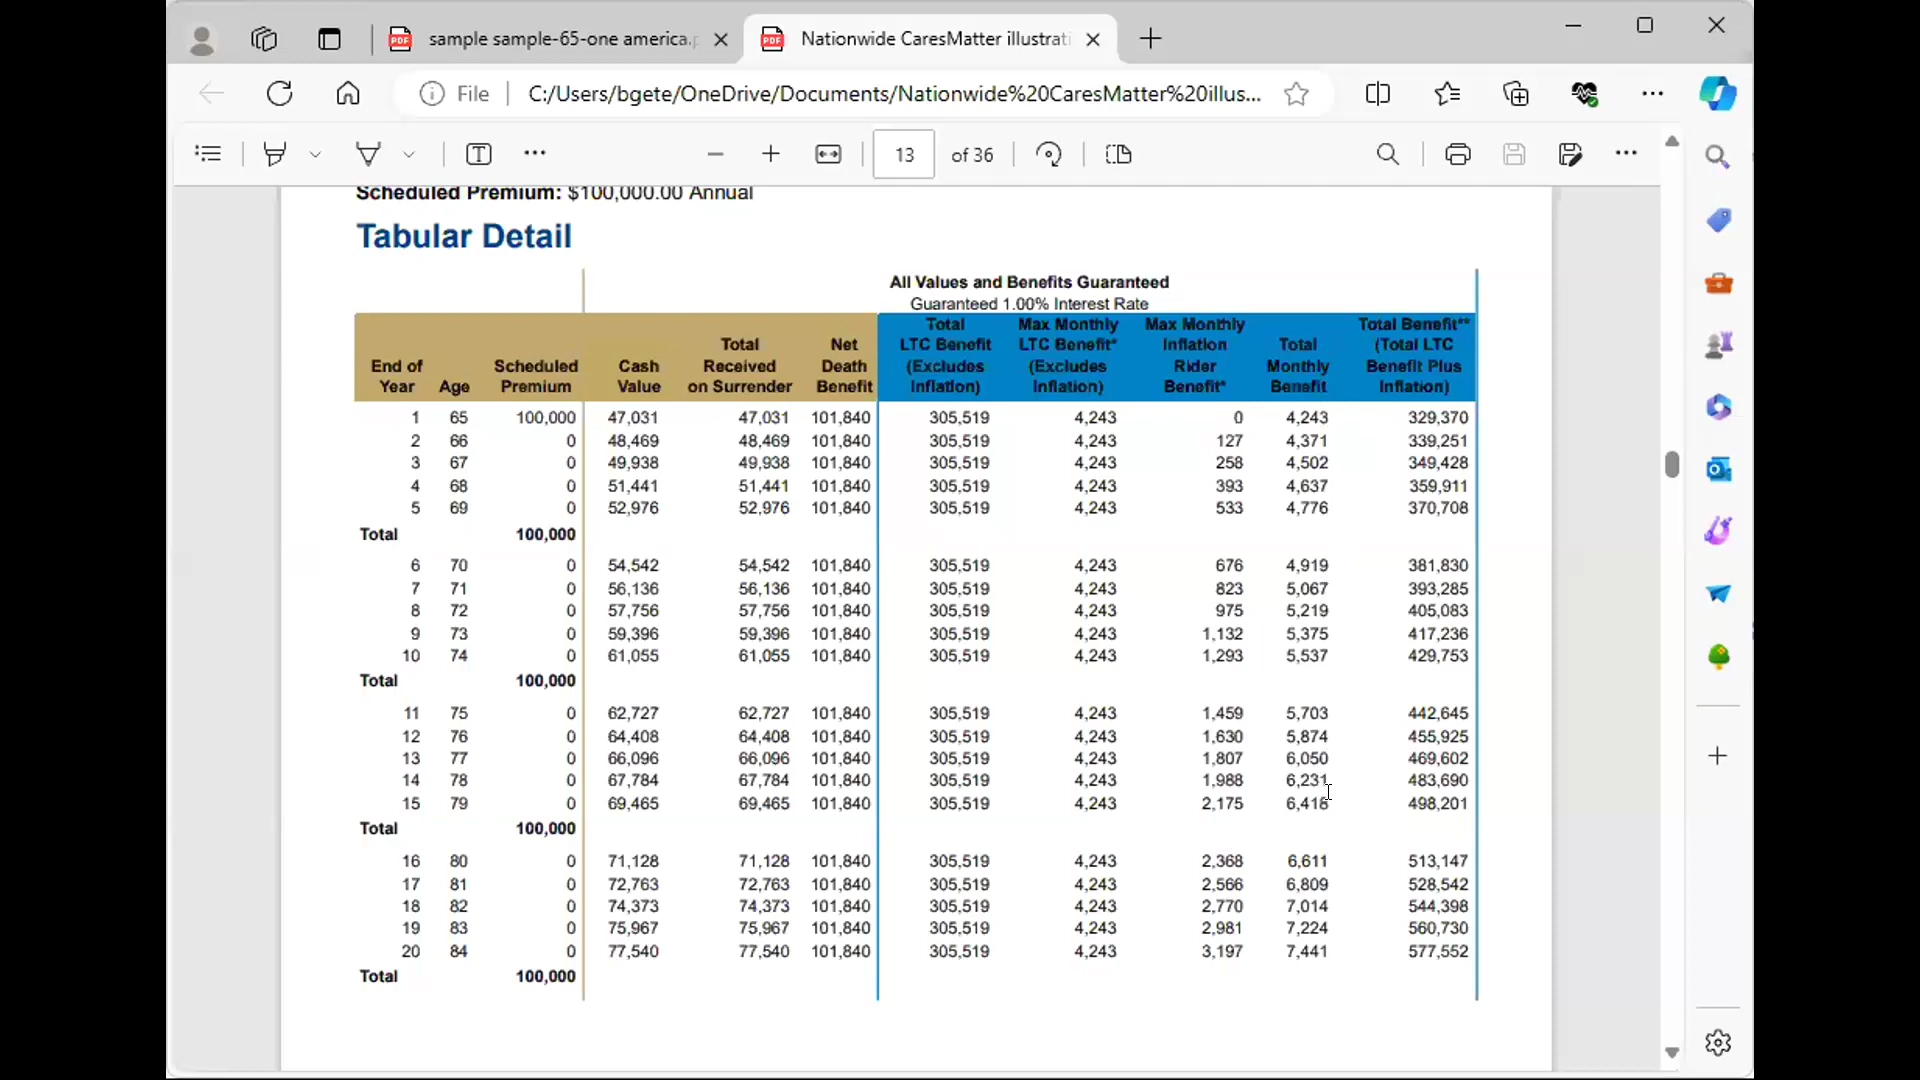 sample sample-65-one america.p
Nationwide CaresMatter illustrati
File C:/Users/bgete/OneDrive/Documents/Nationwide%20CaresMatter%20illus...
13 of 36
Scheduled Premium: $100,000.00 Annual
Tabular Detail
All Values and Benefits Guaranteed
Guaranteed 1.00% Interest Rate
End of Year Age Scheduled Premium Cash Value Total Received on Surrender Net Death Benefit Total LTC Benefit (Excludes Inflation) Max Monthly LTC Benefit* (Excludes Inflation) Max Monthly Inflation Rider Benefit* Total Monthly Benefit Total Benefit** (Total LTC Benefit Plus Inflation)
1 65 100,000 47,031 47,031 101,840 305,519 4,243 0 4,243 329,370
2 66 0 48,469 48,469 101,840 305,519 4,243 127 4,371 339,251
3 67 0 49,938 49,938 101,840 305,519 4,243 258 4,502 349,428
4 68 0 51,441 51,441 101,840 305,519 4,243 393 4,637 359,911
5 69 0 52,976 52,976 101,840 305,519 4,243 533 4,776 370,708
Total 100,000
6 70 0 54,542 54,542 101,840 305,519 4,243 676 4,919 381,830
7 71 0 56,136 56,136 101,840 305,519 4,243 823 5,067 393,285
8 72 0 57,756 57,756 101,840 305,519 4,243 975 5,219 405,083
9 73 0 59,396 59,396 101,840 305,519 4,243 1,132 5,375 417,236
10 74 0 61,055 61,055 101,840 305,519 4,243 1,293 5,537 429,753
Total 100,000
11 75 0 62,727 62,727 101,840 305,519 4,243 1,459 5,703 442,645
12 76 0 64,408 64,408 101,840 305,519 4,243 1,630 5,874 455,925
13 77 0 66,096 66,096 101,840 305,519 4,243 1,807 6,050 469,602
14 78 0 67,784 67,784 101,840 305,519 4,243 1,988 6,231 483,690
15 79 0 69,465 69,465 101,840 305,519 4,243 2,175 6,418 498,201
Total 100,000
16 80 0 71,128 71,128 101,840 305,519 4,243 2,368 6,611 513,147
17 81 0 72,763 72,763 101,840 305,519 4,243 2,566 6,809 528,542
18 82 0 74,373 74,373 101,840 305,519 4,243 2,770 7,014 544,398
19 83 0 75,967 75,967 101,840 305,519 4,243 2,981 7,224 560,730
20 84 0 77,540 77,540 101,840 305,519 4,243 3,197 7,441 577,552
Total 100,000